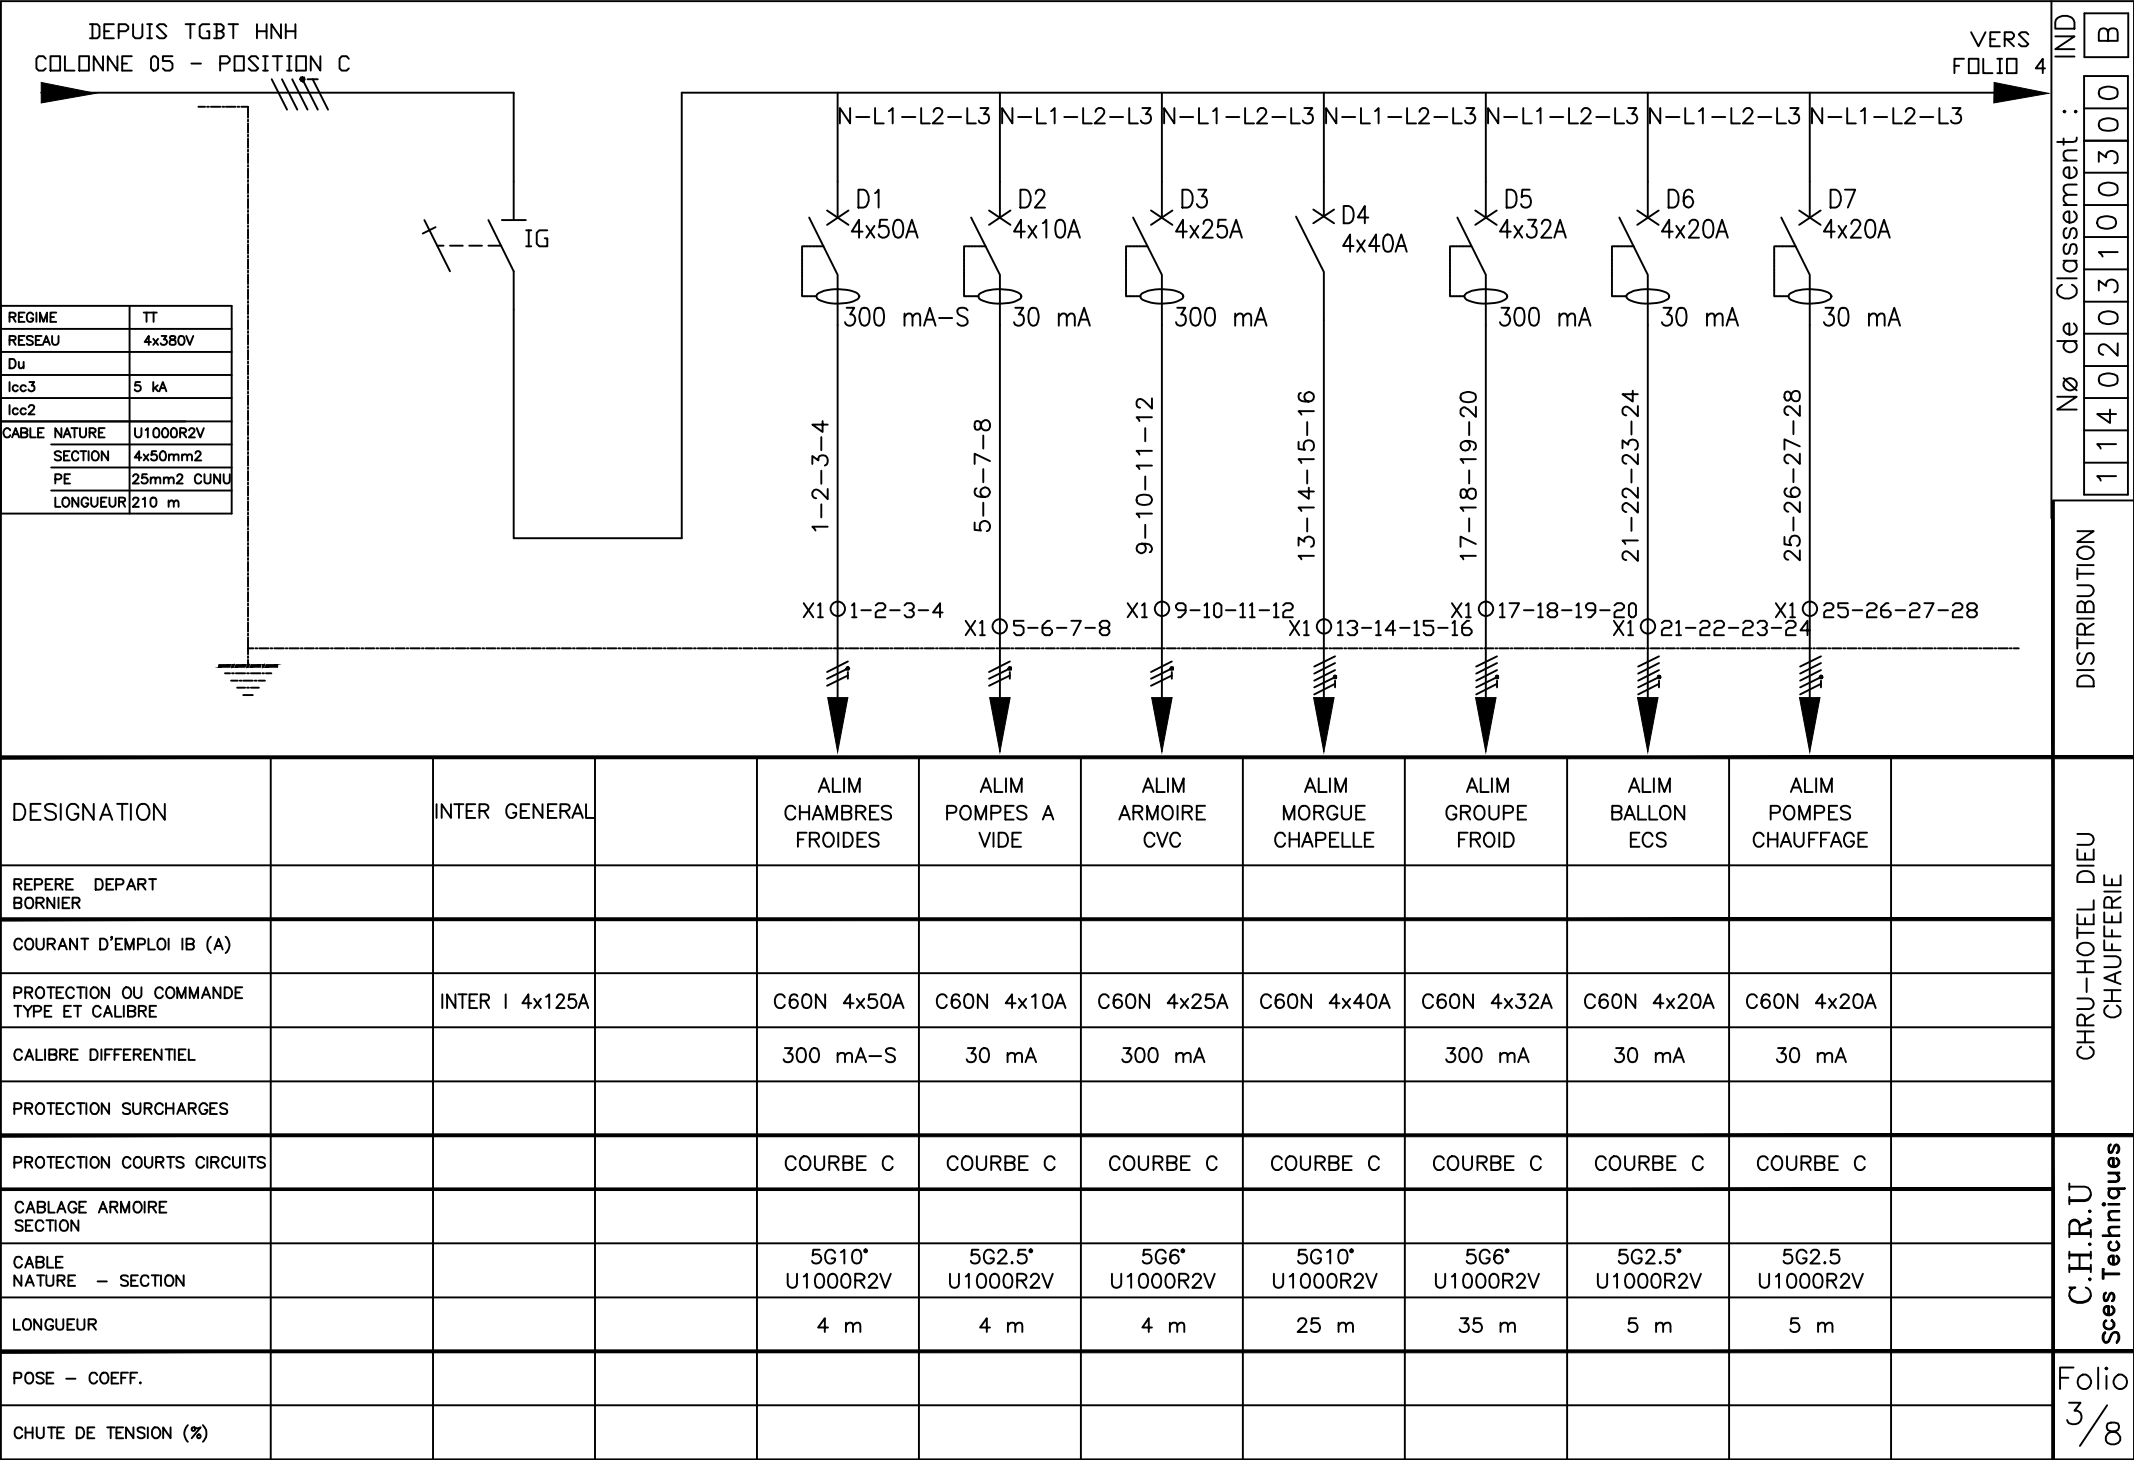 DEPUIS TGBT HNH
COLONNE 05 - POSITION C
VERS
FOLIO 4
N-L1-L2-L3 N-L1-L2-L3 N-L1-L2-L3 N-L1-L2-L3 N-L1-L2-L3 N-L1-L2-L3 N-L1-L2-L3
IG
D1
4x50A
300 mA-S
D2
4x10A
30 mA
D3
4x25A
300 mA
D4
4x40A
D5
4x32A
300 mA
D6
4x20A
30 mA
D7
4x20A
30 mA
REGIME TT
RESEAU 4x380V
Du
Icc3 5 kA
Icc2
CABLE NATURE U1000R2V
SECTION 4x50mm2
PE 25mm2 CUNU
LONGUEUR 210 m
1-2-3-4
5-6-7-8
9-10-11-12
13-14-15-16
17-18-19-20
21-22-23-24
25-26-27-28
X1 1-2-3-4
X1 5-6-7-8
X1 9-10-11-12
X1 13-14-15-16
X1 17-18-19-20
X1 21-22-23-24
X1 25-26-27-28
DESIGNATION
INTER GENERAL
ALIM
CHAMBRES
FROIDES
ALIM
POMPES A
VIDE
ALIM
ARMOIRE
CVC
ALIM
MORGUE
CHAPELLE
ALIM
GROUPE
FROID
ALIM
BALLON
ECS
ALIM
POMPES
CHAUFFAGE
REPERE DEPART
BORNIER
COURANT D'EMPLOI IB (A)
PROTECTION OU COMMANDE
TYPE ET CALIBRE
INTER I 4x125A C60N 4x50A C60N 4x10A C60N 4x25A C60N 4x40A C60N 4x32A C60N 4x20A C60N 4x20A
CALIBRE DIFFERENTIEL 300 mA-S 30 mA 300 mA 300 mA 30 mA 30 mA
PROTECTION SURCHARGES
PROTECTION COURTS CIRCUITS COURBE C COURBE C COURBE C COURBE C COURBE C COURBE C COURBE C
CABLAGE ARMOIRE
SECTION
CABLE
NATURE - SECTION
5G10° 5G2.5° 5G6° 5G10° 5G6° 5G2.5° 5G2.5
U1000R2V U1000R2V U1000R2V U1000R2V U1000R2V U1000R2V U1000R2V
LONGUEUR 4 m 4 m 4 m 25 m 35 m 5 m 5 m
POSE - COEFF.
CHUTE DE TENSION (%)
Nø de Classement : IND
1 1 4 0 2 0 3 1 0 0 3 0 0 B
DISTRIBUTION
CHRU-HOTEL DIEU
CHAUFFERIE
C.H.R.U
Sces Techniques
Folio
3/8